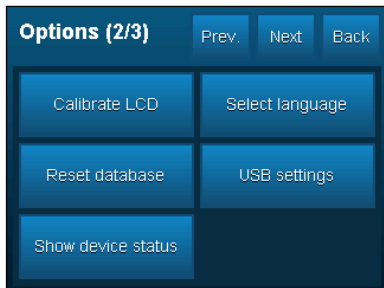 Options (2/3) Prev. Next Back
Calibrate LCD Select language
Reset database USB settings
Show device status